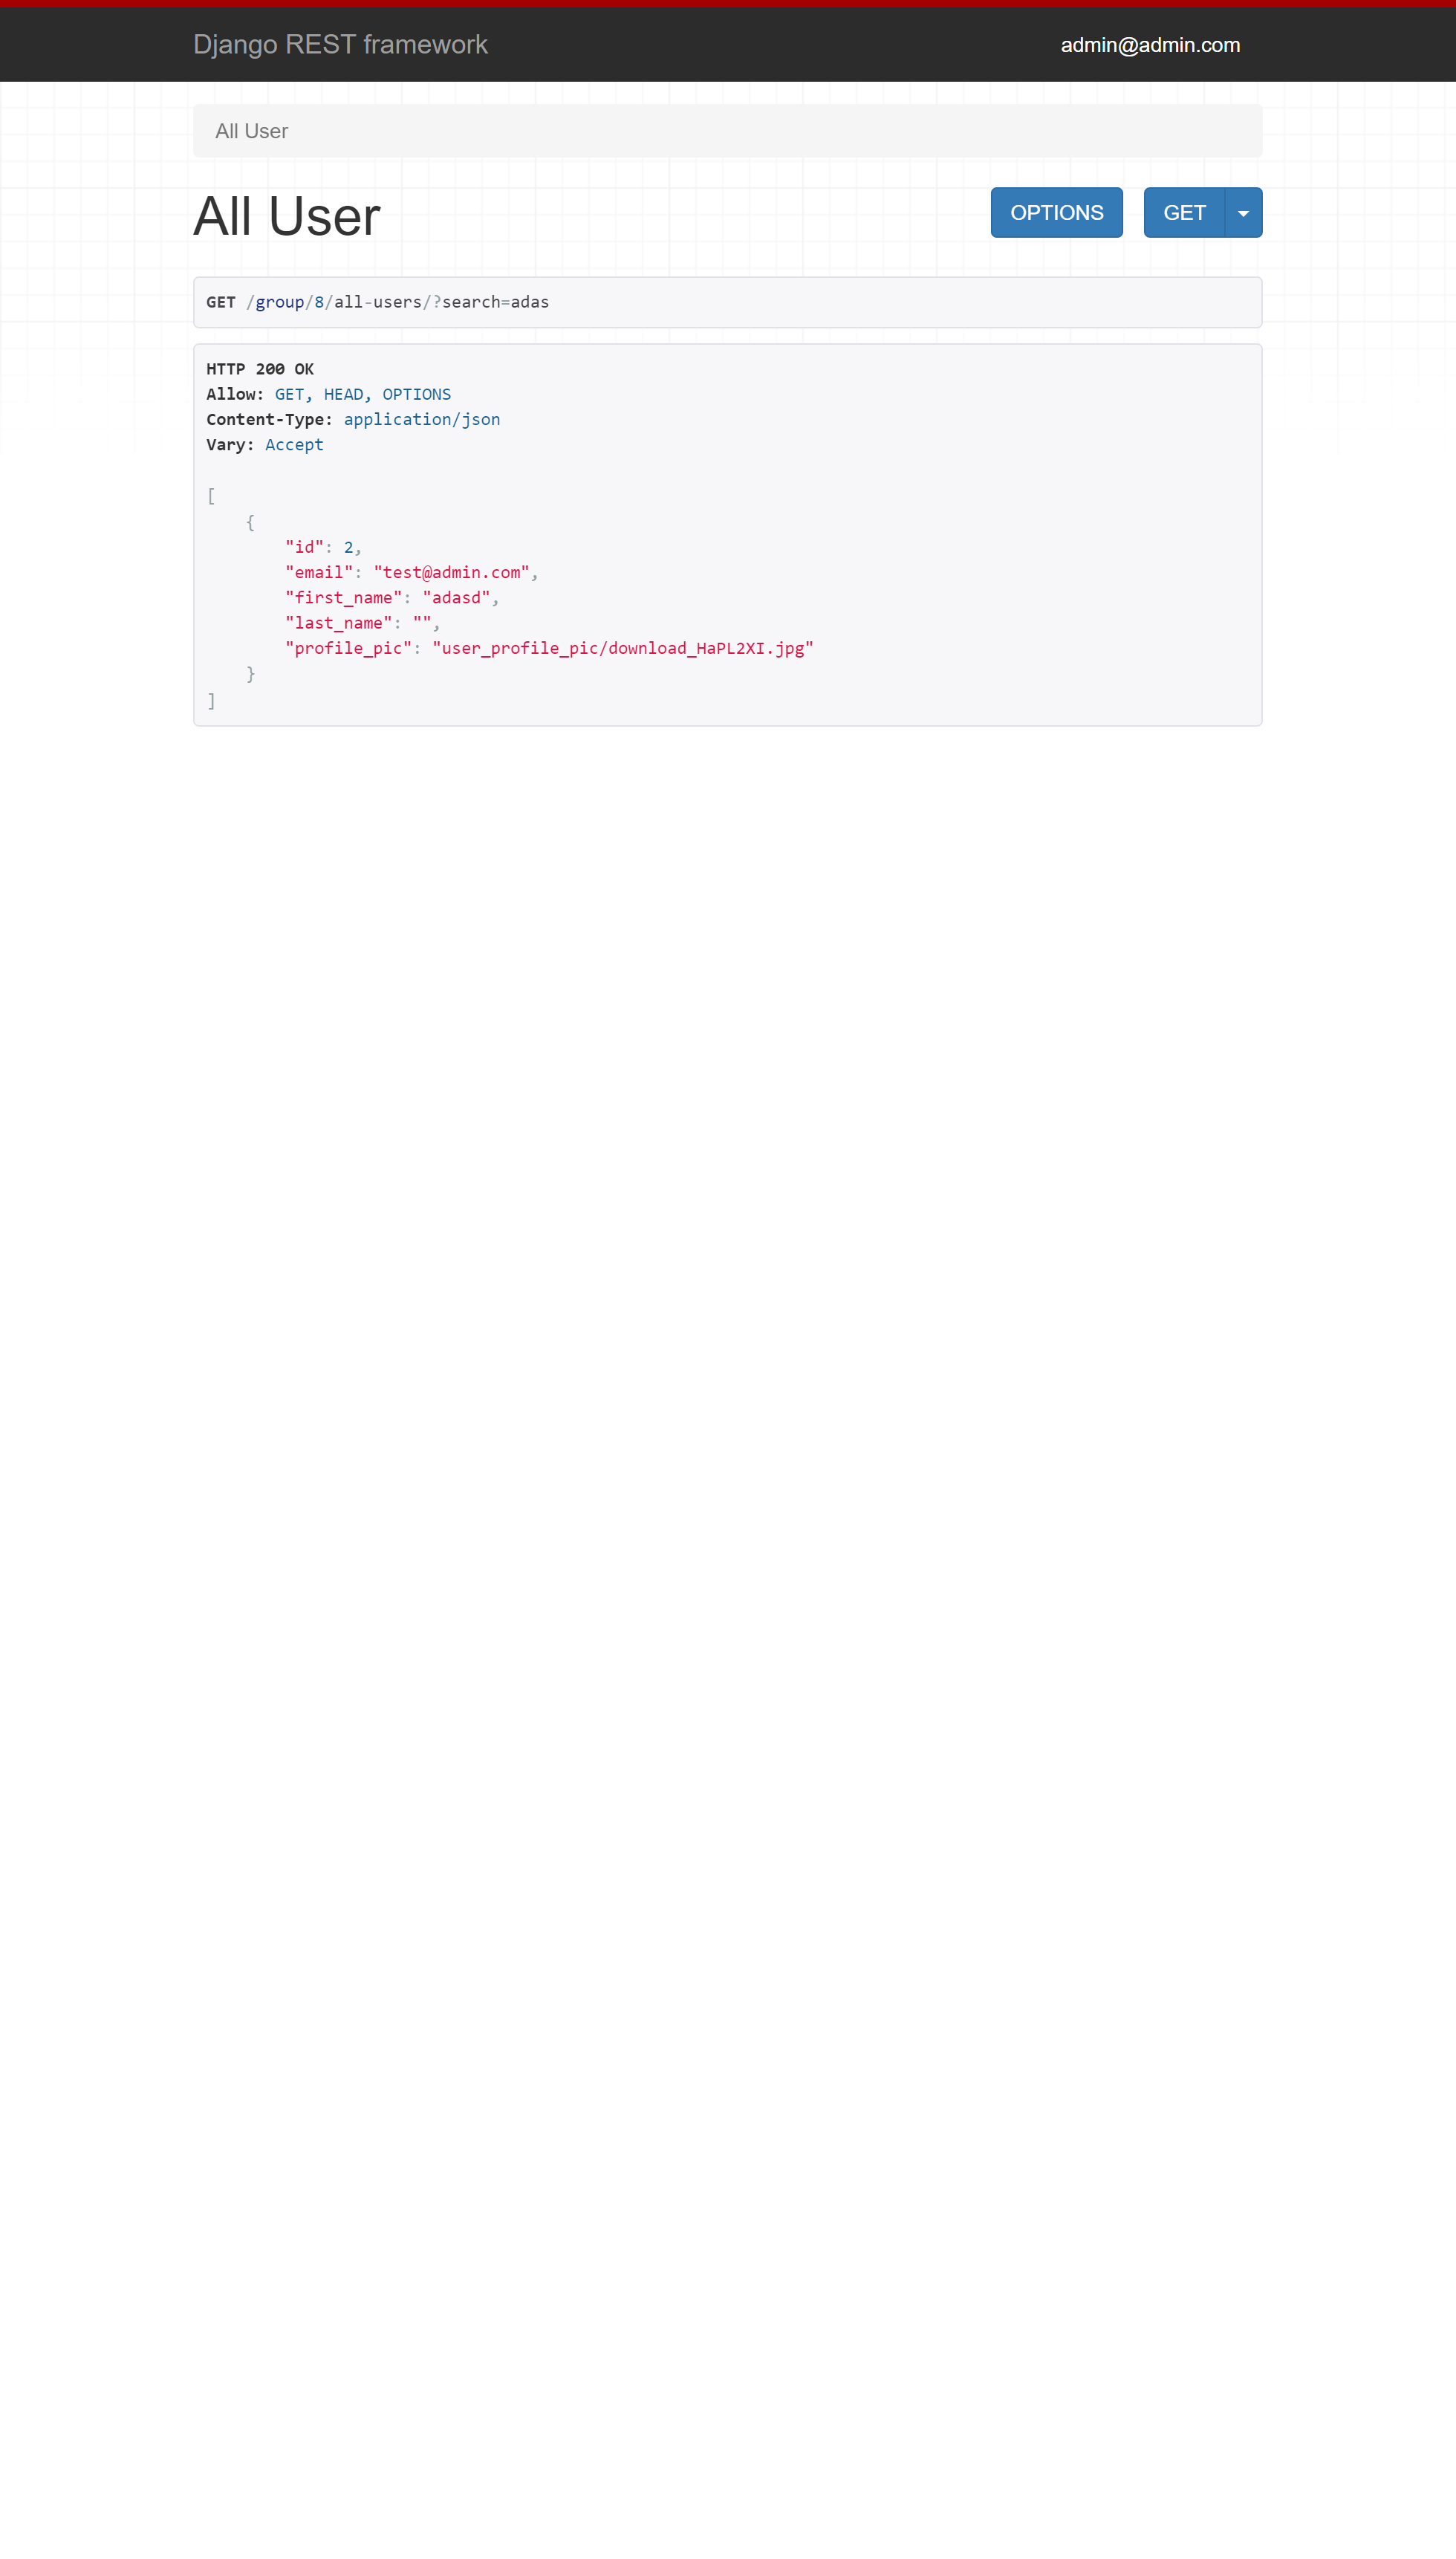 Django REST framework
admin@admin.com
All User
All User
OPTIONS
GET
GET /group/8/all-users/?search=adas
HTTP 200 OK
Allow: GET, HEAD, OPTIONS
Content-Type: application/json
Vary: Accept
[
    {
        "id": 2,
        "email": "test@admin.com",
        "first_name": "adasd",
        "last_name": "",
        "profile_pic": "user_profile_pic/download_HaPL2XI.jpg"
    }
]